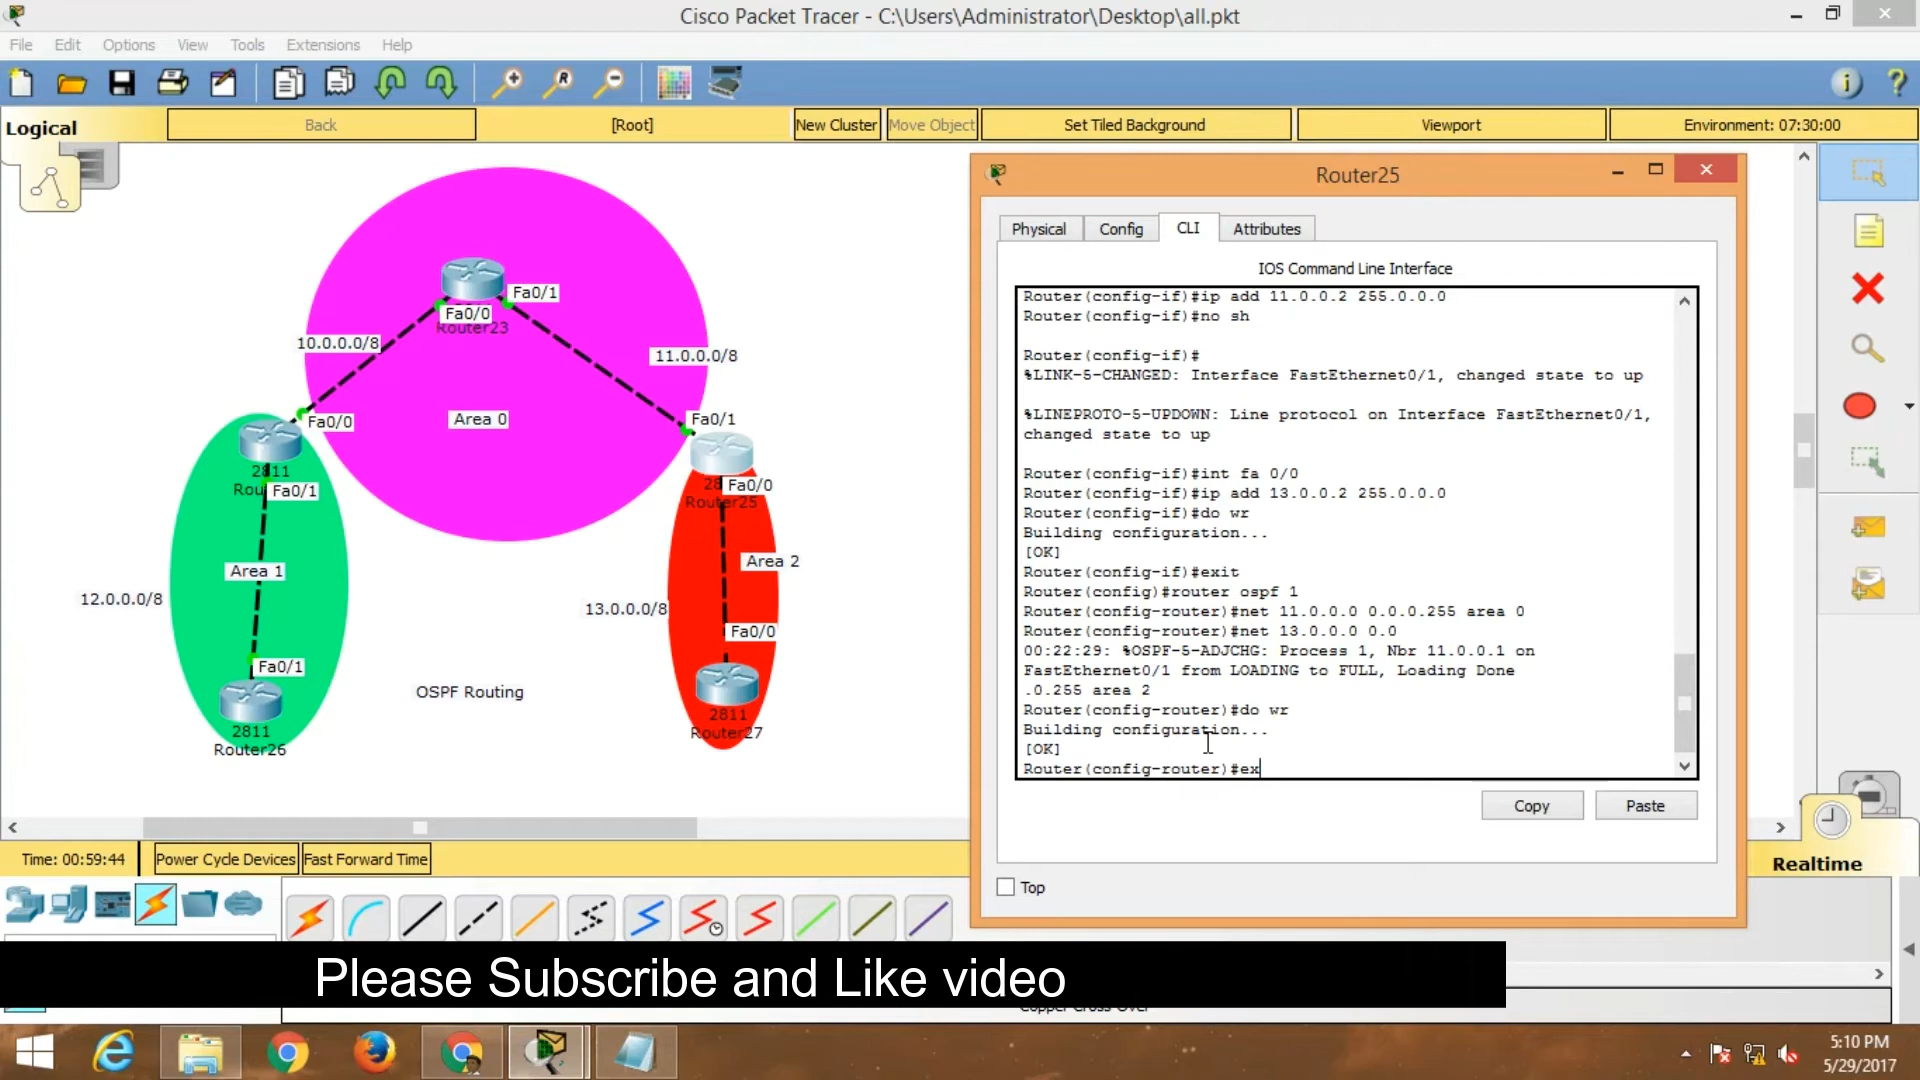 Cisco Packet Tracer - C:\Users\Administrator\Desktop\all.pkt
File Edit Options View Tools Extensions Help
Logical
Back
[Root]
New Cluster
Move Object
Set Tiled Background
Viewport
Environment: 07:30:00
Router25
Physical
Config
CLI
Attributes
IOS Command Line Interface
Router(config-if)#ip add 11.0.0.2 255.0.0.0
Router(config-if)#no sh
Router(config-if)#
%LINK-5-CHANGED: Interface FastEthernet0/1, changed state to up
%LINEPROTO-5-UPDOWN: Line protocol on Interface FastEthernet0/1,
changed state to up
Router(config-if)#int fa 0/0
Router(config-if)#ip add 13.0.0.2 255.0.0.0
Router(config-if)#do wr
Building configuration...
[OK]
Router(config-if)#exit
Router(config)#router ospf 1
Router(config-router)#net 11.0.0.0 0.0.0.255 area 0
Router(config-router)#net 13.0.0.0 0.0
00:22:29: %OSPF-5-ADJCHG: Process 1, Nbr 11.0.0.1 on
FastEthernet0/1 from LOADING to FULL, Loading Done
.0.255 area 2
Router(config-router)#do wr
Building configuration...
[OK]
Router(config-router)#ex
Copy
Paste
Top
Fa0/1
Fa0/0
Router23
10.0.0.0/8
11.0.0.0/8
Area 0
Fa0/0
Fa0/1
2811
Rou
Fa0/1
28
Fa0/0
Router25
Area 1
Area 2
12.0.0.0/8
13.0.0.0/8
Fa0/0
Fa0/1
OSPF Routing
2811
Router26
2811
Router27
Time: 00:59:44
Power Cycle Devices
Fast Forward Time
Realtime
Please Subscribe and Like video
Copper Cross-Over
5:10 PM
5/29/2017